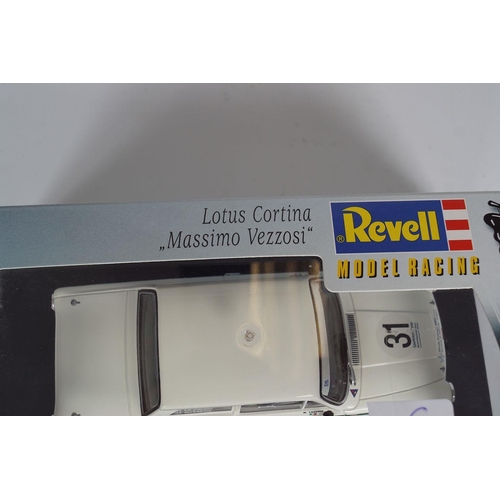 Lotus Cortina
„Massimo Vezzosi“
®Revell
MODEL RACING
31